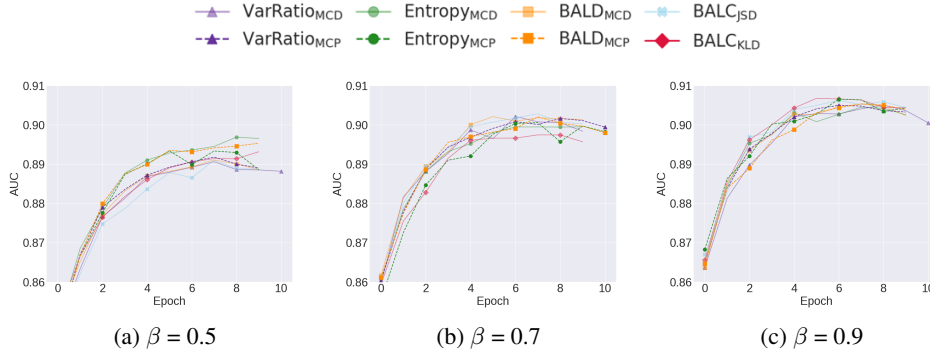 VarRatioMCD EntropyMCD BALDMCD BALCJSD
VarRatioMCP EntropyMCP BALDMCP BALCKLD
0.91 0.91 0.91
0.90 0.90 0.90
0.89 0.89 0.89
0.88 0.88 0.88
0.87 0.87 0.87
0.86 0.86 0.86
AUC AUC AUC
0 2 4 6 8 10 0 2 4 6 8 10 0 2 4 6 8 10
Epoch Epoch Epoch
(a) β = 0.5 (b) β = 0.7 (c) β = 0.9